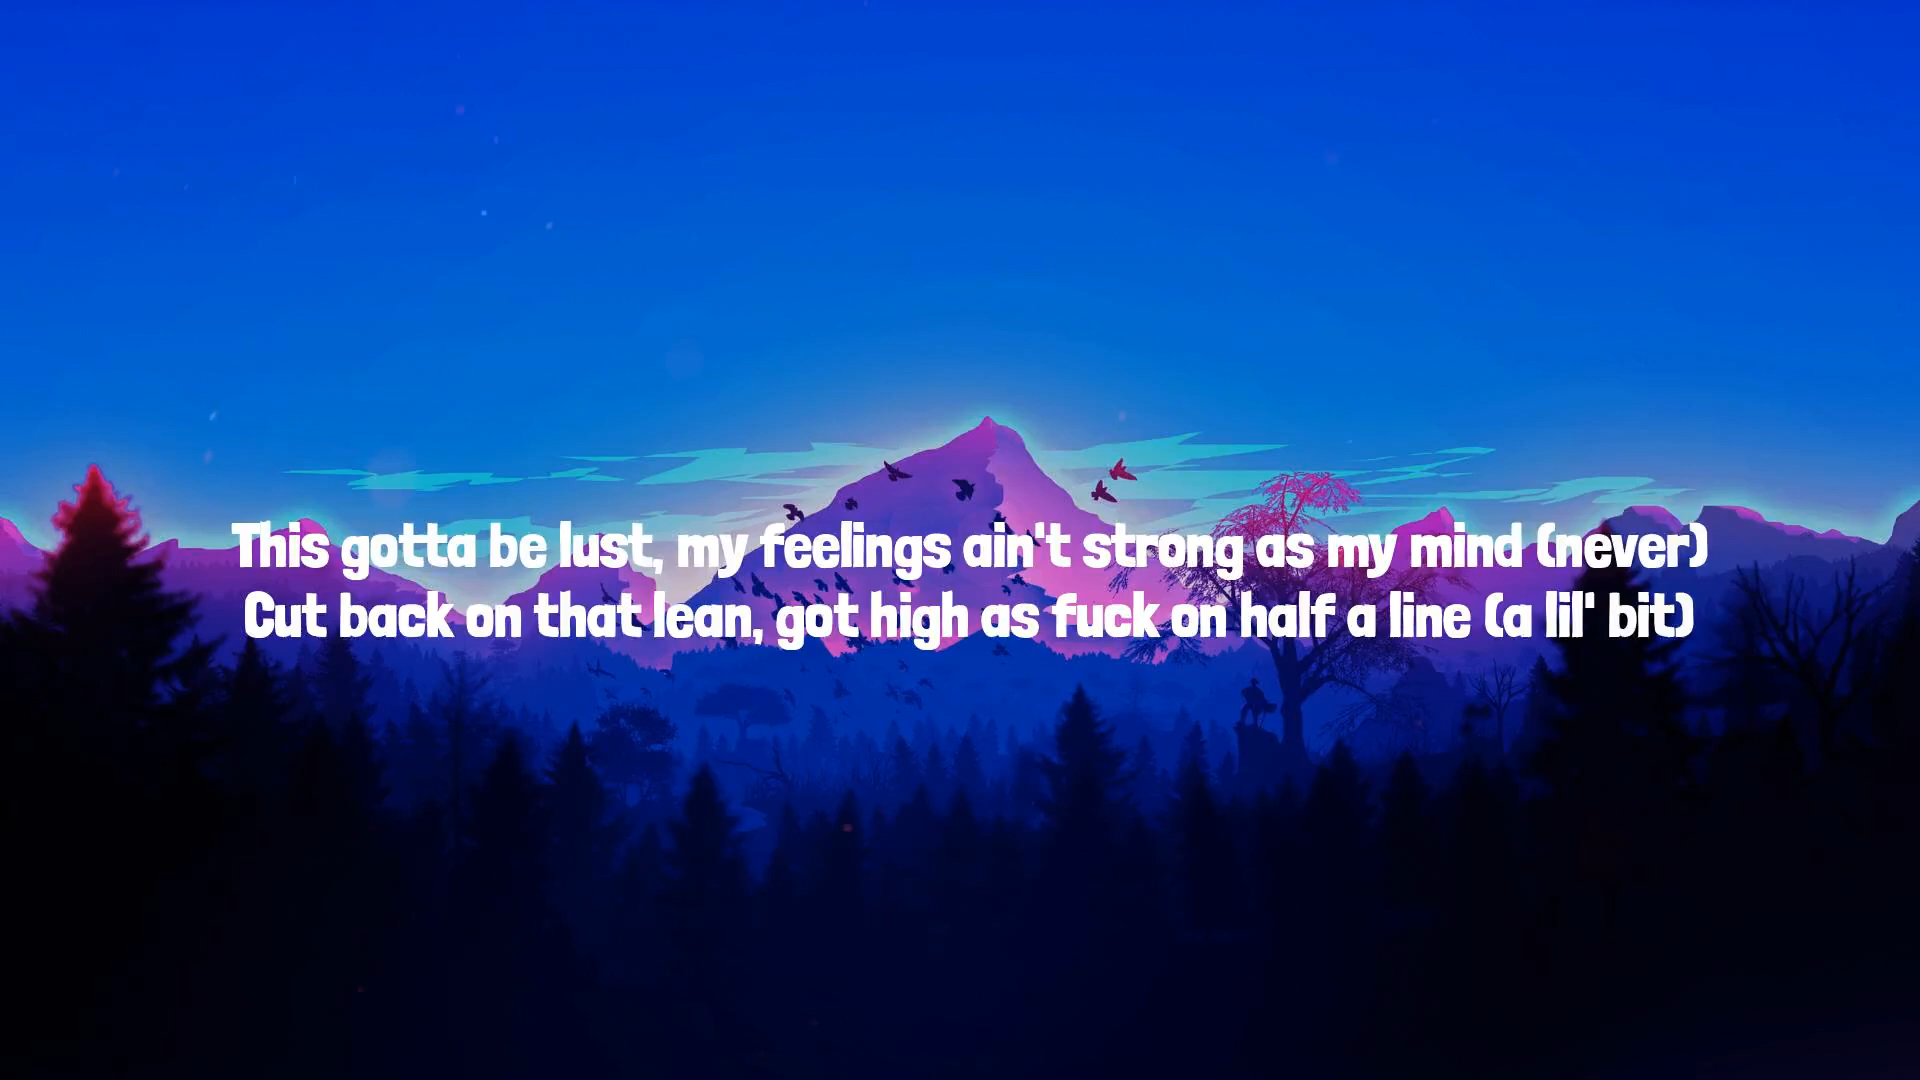 This gotta be lust, my feelings ain't strong as my mind (never)
Cut back on that lean, got high as fuck on half a line (a lil' bit)